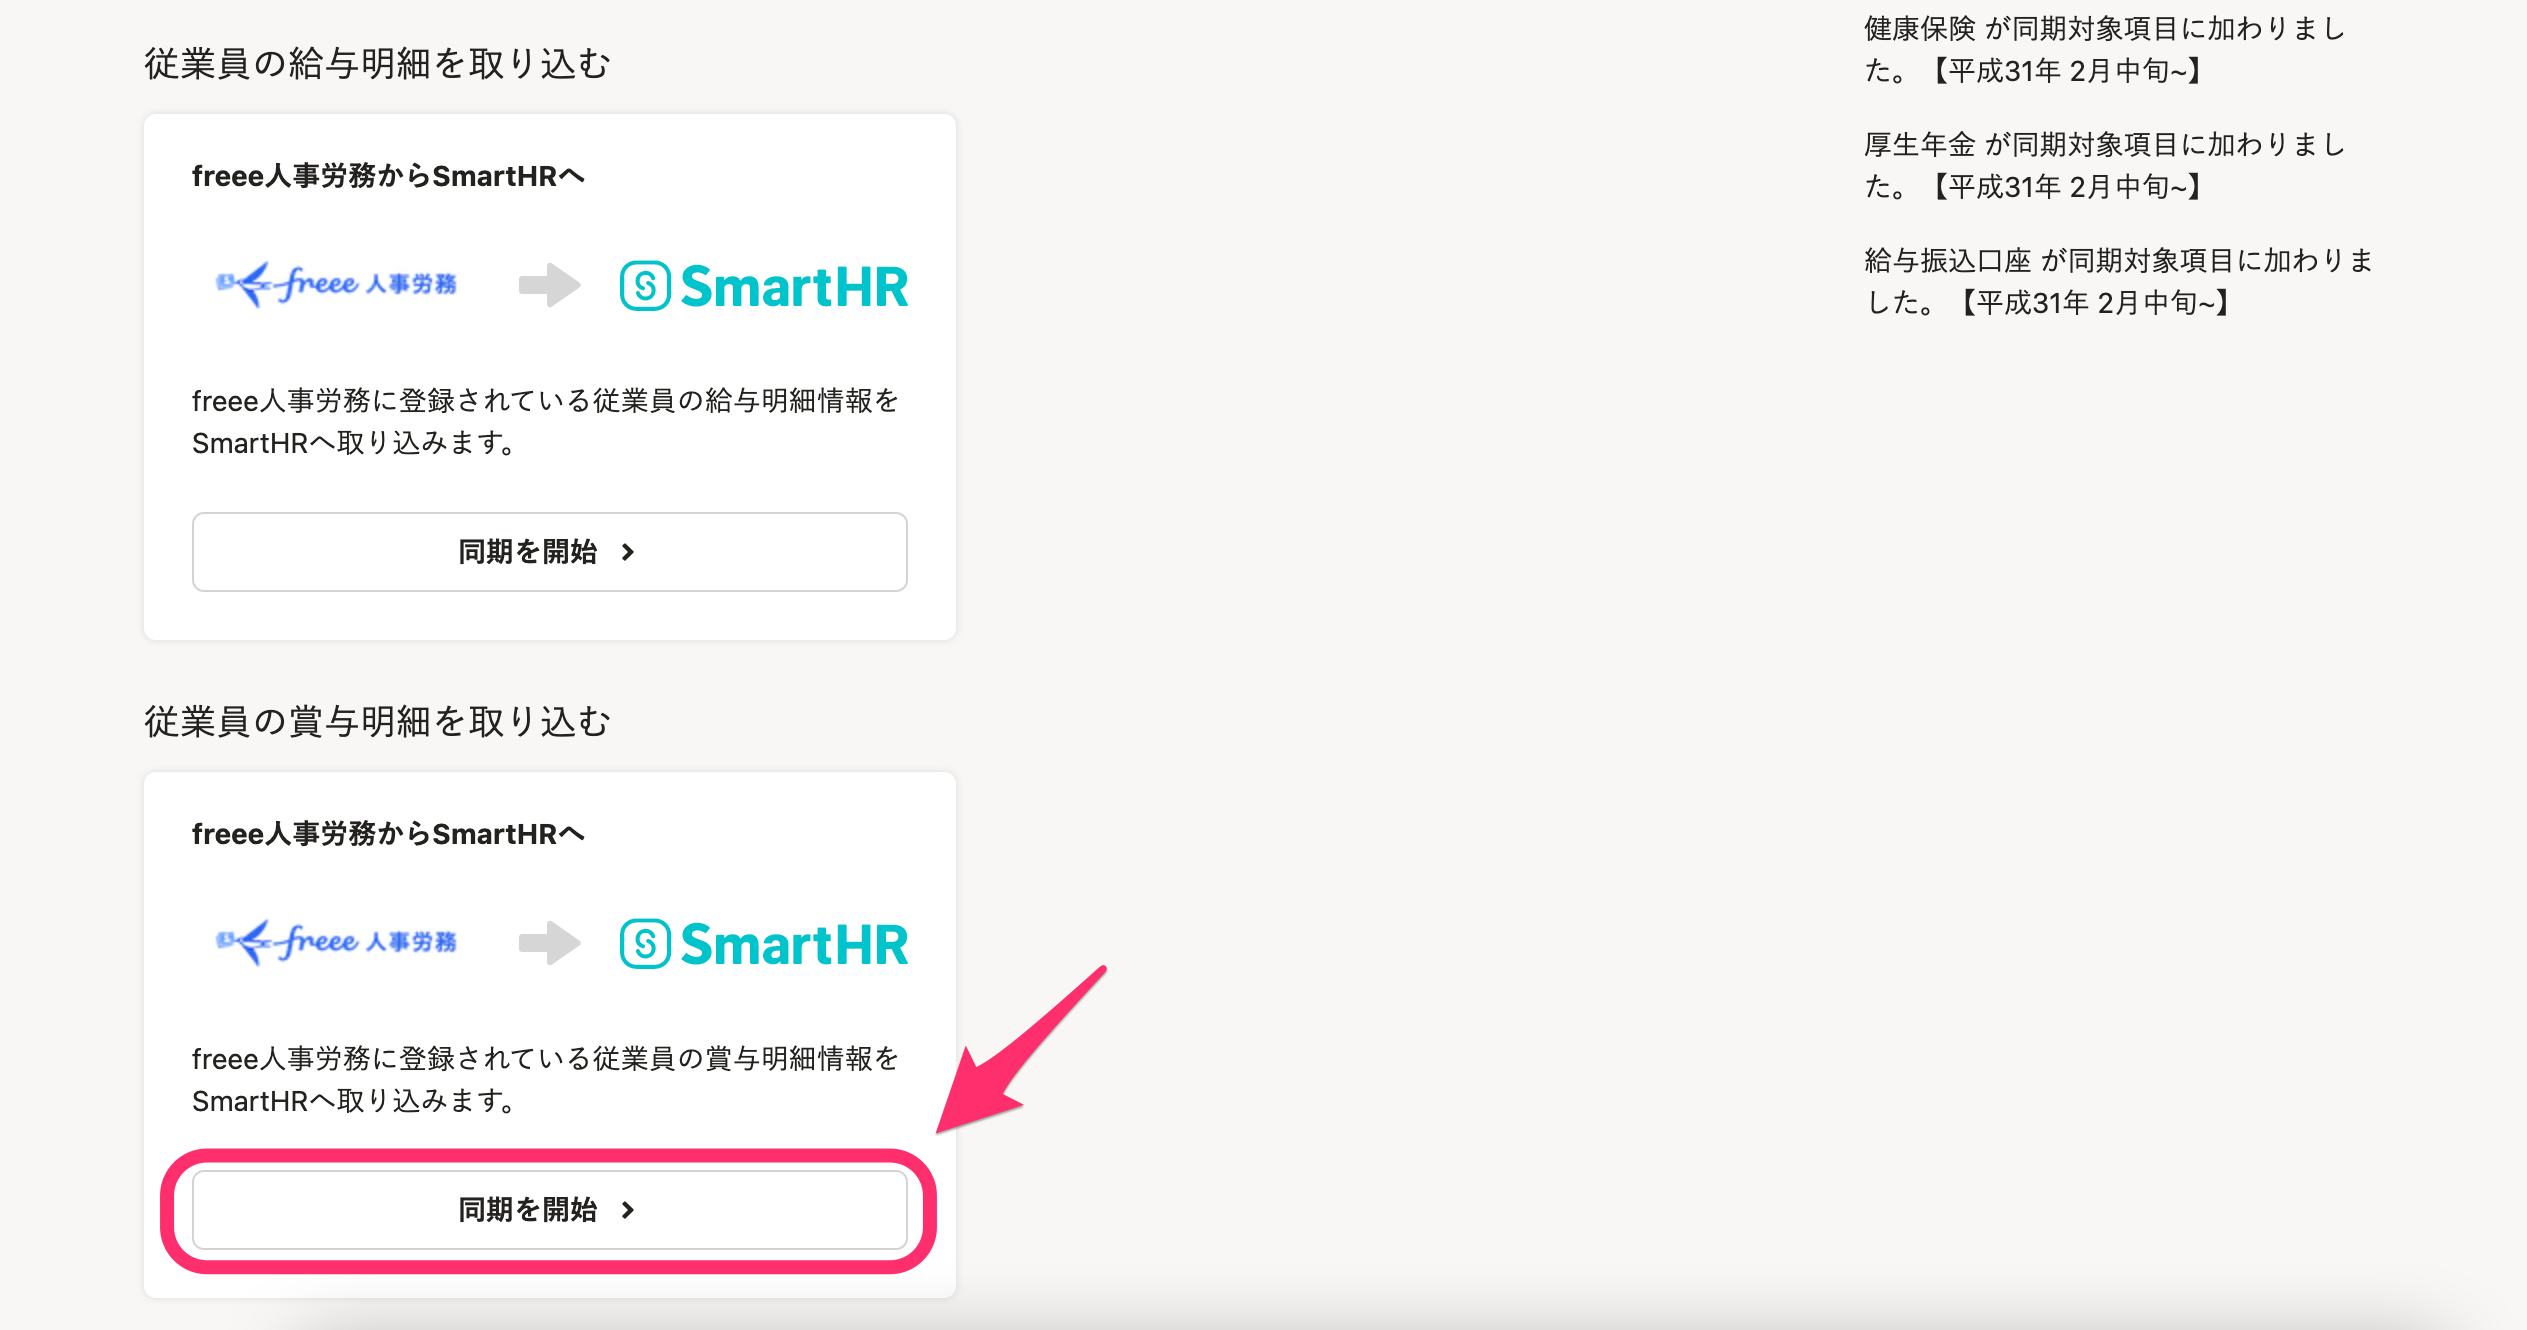 従業員の給与明細を取り込む
freee人事労務からSmartHRへ
freee 人事労務
SmartHR
freee人事労務に登録されている従業員の給与明細情報を
SmartHRへ取り込みます。
同期を開始
従業員の賞与明細を取り込む
freee人事労務からSmartHRへ
freee 人事労務
SmartHR
freee人事労務に登録されている従業員の賞与明細情報を
SmartHRへ取り込みます。
同期を開始
健康保険 が同期対象項目に加わりまし
た。【平成31年 2月中旬~】
厚生年金 が同期対象項目に加わりまし
た。【平成31年 2月中旬~】
給与振込口座 が同期対象項目に加わりま
した。【平成31年 2月中旬~】